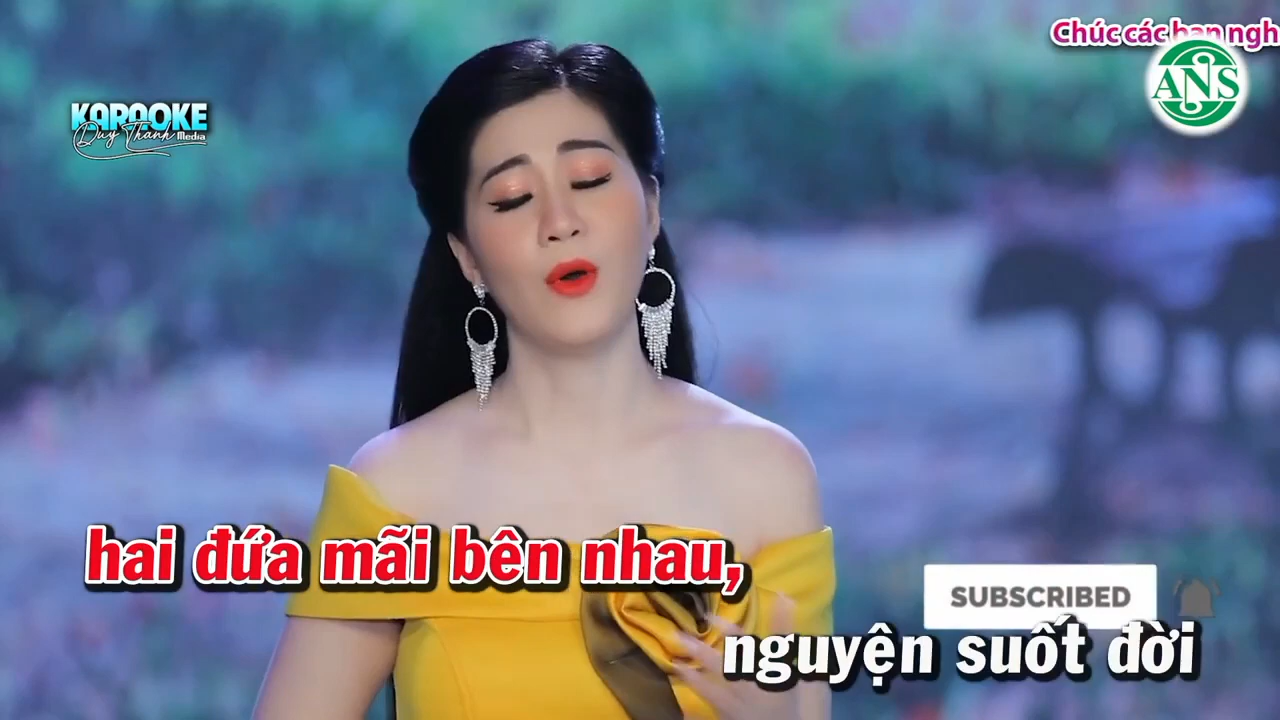 Chúc các bạn ngh
ANS
KARAOKE
Duy Thanh Media
hai đứa mãi bên nhau,
SUBSCRIBED
nguyện suốt đời